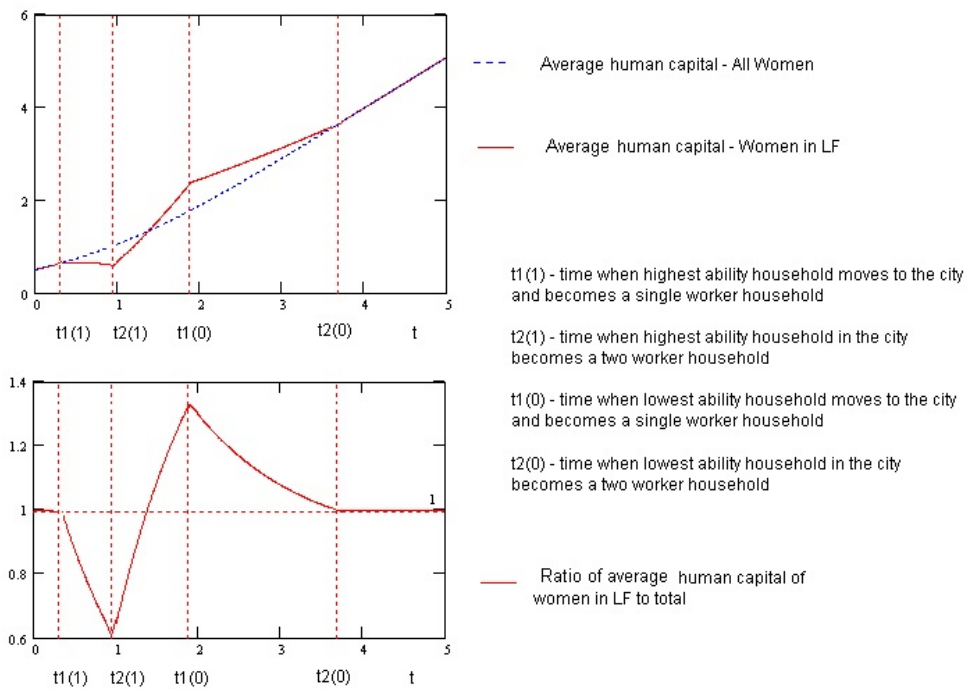 6
4
2
0
0 1 2 3 4 5
t1(1) t2(1) t1(0) t2(0) t
Average human capital - All Women
Average human capital - Women in LF
t1(1) - time when highest ability household moves to the city
and becomes a single worker household
t2(1) - time when highest ability household in the city
becomes a two worker household
t1(0) - time when lowest ability household moves to the city
and becomes a single worker household
t2(0) - time when lowest ability household in the city
becomes a two worker household
1.4
1.2
1
0.8
0.6
1
0 1 2 3 4 5
t1(1) t2(1) t1(0) t2(0) t
Ratio of average human capital of
women in LF to total